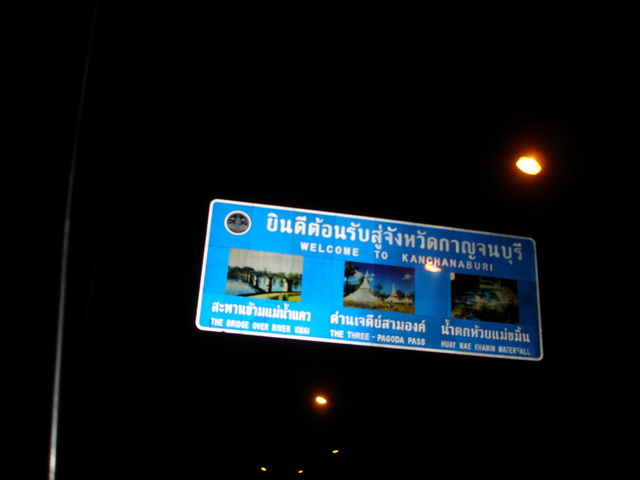 ยินดีต้อนรับสู่จังหวัดกาญจนบุรี
WELCOME TO KANCHANABURI
สะพานข้ามแม่น้ำแคว
THE BRIDGE OVER RIVER KWAI
ด่านเจดีย์สามองค์
THE THREE - PAGODA PASS
น้ำตกห้วยแม่ขมิ้น
HUAY MAE KHAMIN WATERFALL